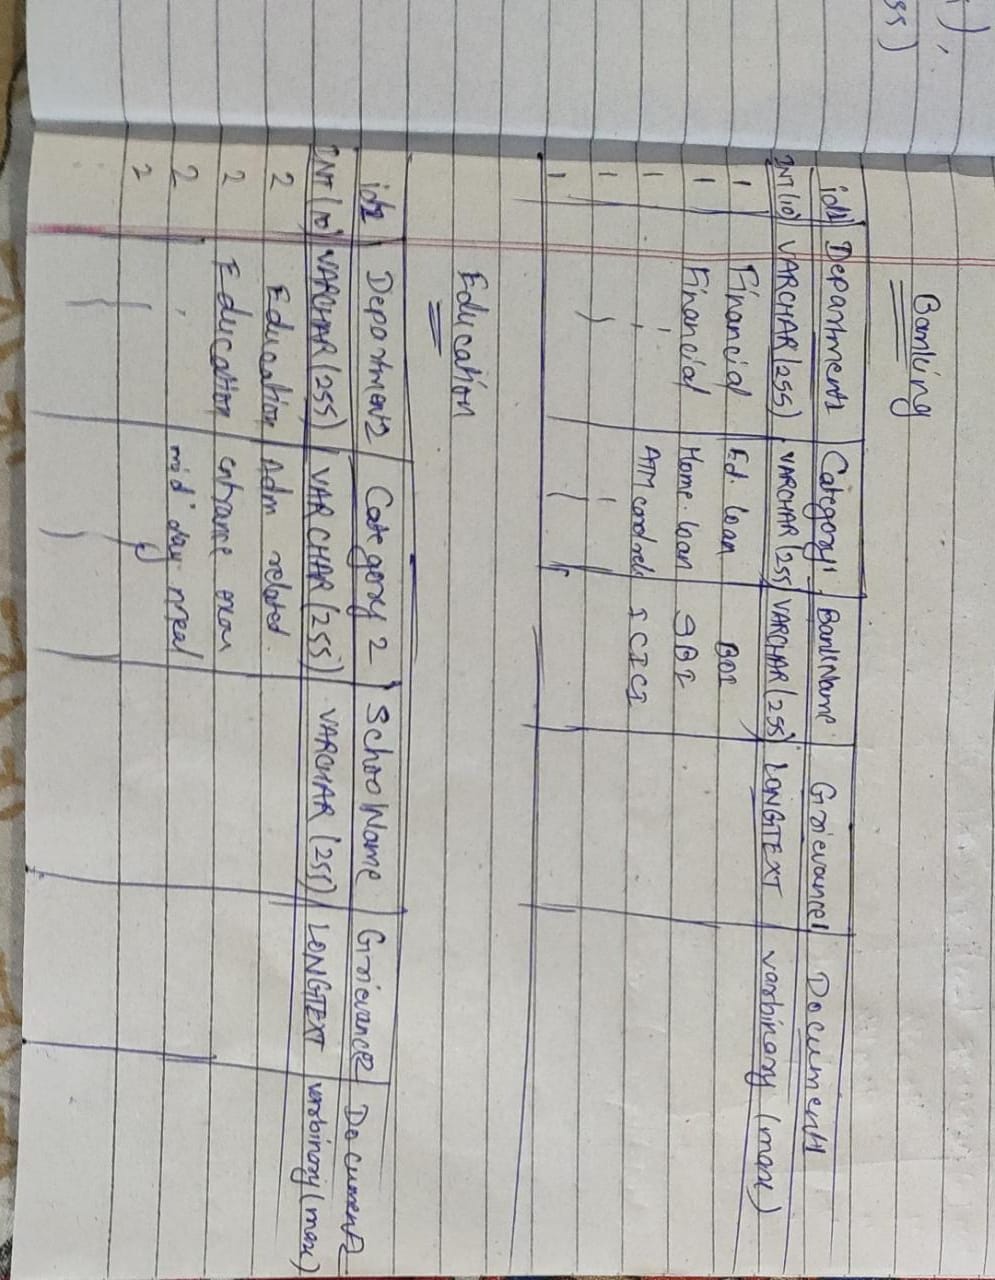 ),
55)
Banking
id1 Department1 Category1 BankName Grievance1 Document1
INT(10) VARCHAR(255) VARCHAR(255 VARCHAR(255) LONGTEXT varbinary (max)
1 Financial Ed. loan BOI
1 Financial Home. loan SBI
1 ATM card rel ICICI
1
1
Education
id2 Department2 Category 2 SchoolName Grievance2 Document2
INT(10) VARCHAR(255) VARCHAR(255) VARCHAR(255) LONGTEXT varbinary(max)
2 Education Adm related.
2 Education entrance exam
2 mid day meal
2